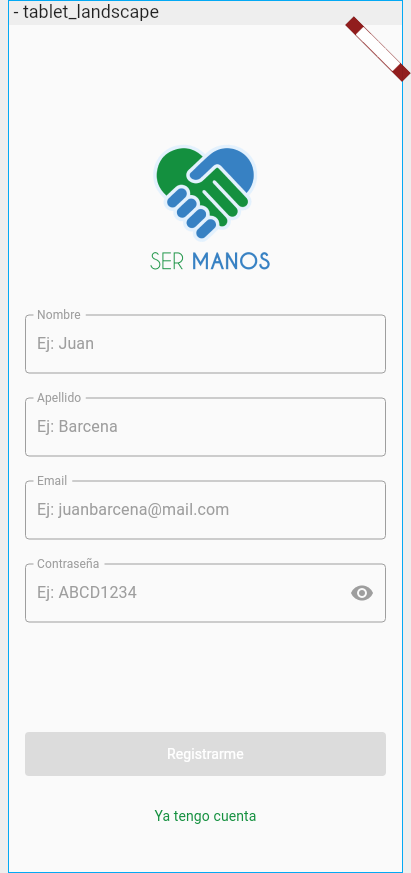 - tablet_landscape
SER MANOS
Nombre
Ej: Juan
Apellido
Ej: Barcena
Email
Ej: juanbarcena@mail.com
Contraseña
Ej: ABCD1234
Registrarme
Ya tengo cuenta